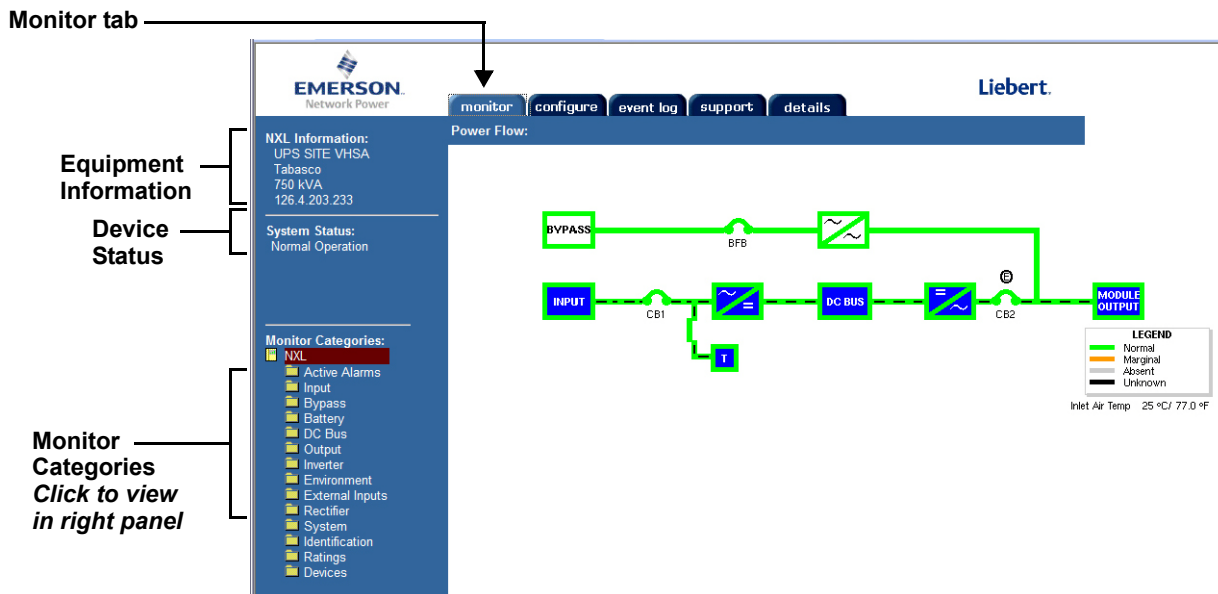 Monitor tab
EMERSON.
Network Power
monitor
configure
event log
support
details
Liebert.
Power Flow:
Equipment
Information
NXL Information:
UPS SITE VHSA
Tabasco
750 kVA
126.4.203.233
Device
Status
System Status:
Normal Operation
BYPASS
BFB
INPUT
CB1
DC BUS
E
CB2
MODULE
OUTPUT
T
LEGEND
Normal
Marginal
Absent
Unknown
Inlet Air Temp 25 ºC/ 77.0 ºF
Monitor
Categories
Click to view
in right panel
Monitor Categories:
NXL
Active Alarms
Input
Bypass
Battery
DC Bus
Output
Inverter
Environment
External Inputs
Rectifier
System
Identification
Ratings
Devices